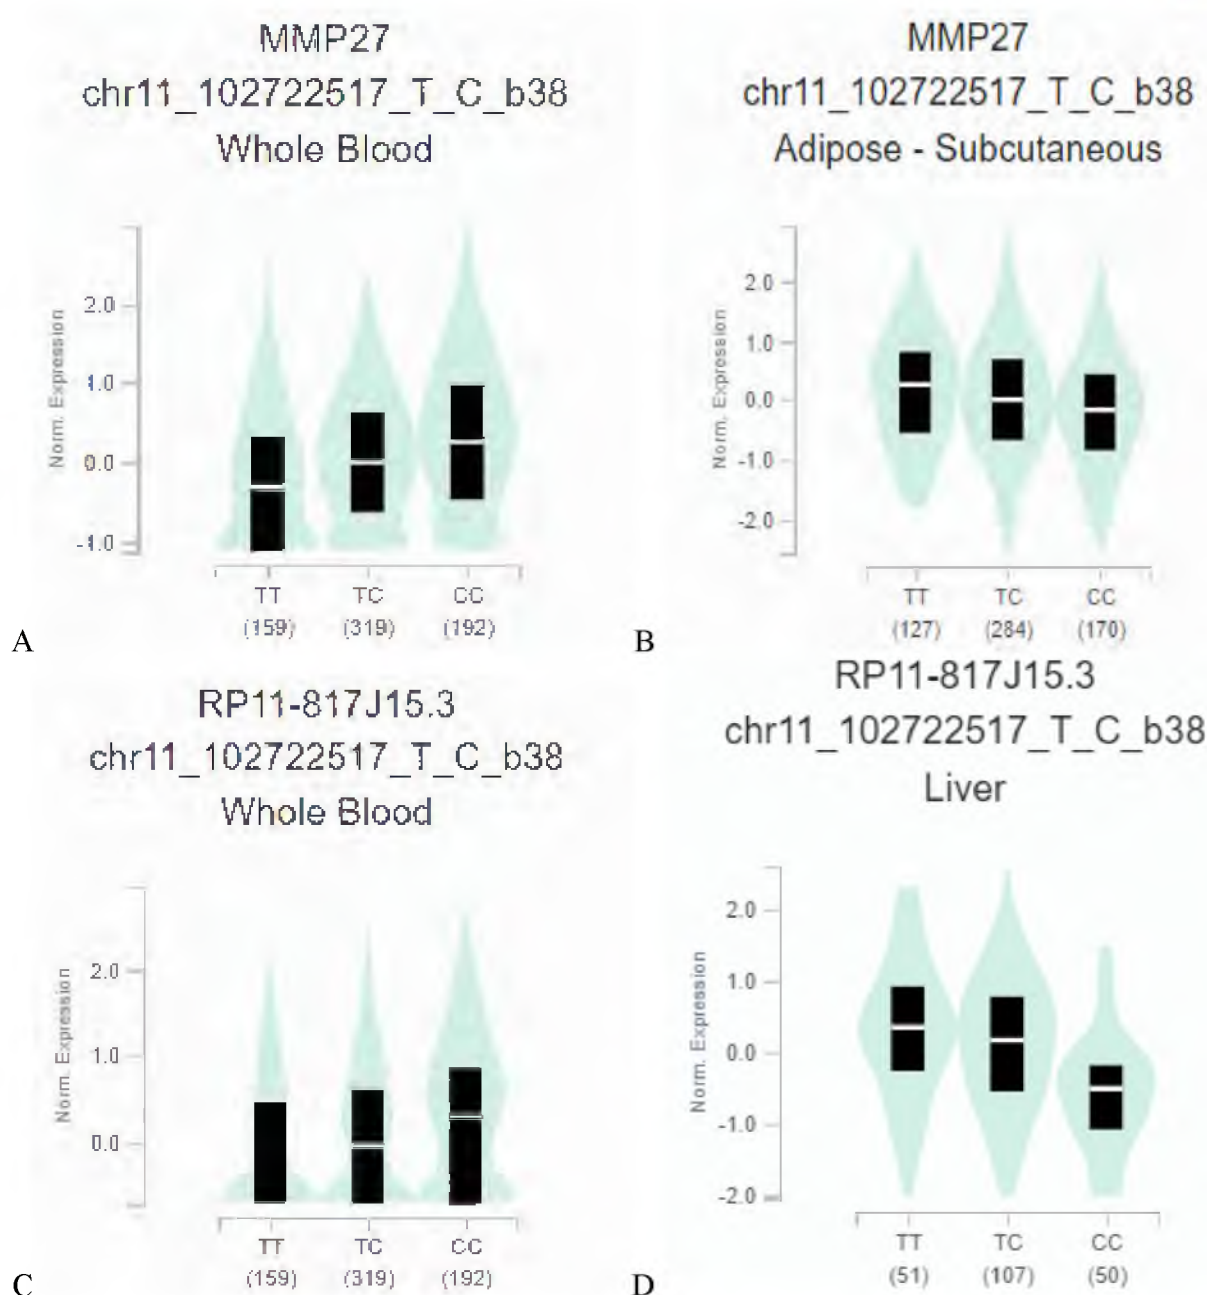 MMP27
chr11_102722517_T_C_b38
Whole Blood
Norm. Expression
2.0
1.0
0.0
-1.0
TT
TC
CC
(159)
(319)
(192)
A
MMP27
chr11_102722517_T_C_b38
Adipose - Subcutaneous
Norm. Expression
2.0
1.0
0.0
-1.0
-2.0
TT
TC
CC
(127)
(284)
(170)
B
RP11-817J15.3
chr11_102722517_T_C_b38
Whole Blood
Norm. Expression
2.0
1.0
0.0
TT
TC
CC
(159)
(319)
(192)
C
RP11-817J15.3
chr11_102722517_T_C_b38
Liver
Norm. Expression
2.0
1.0
0.0
-1.0
-2.0
TT
TC
CC
(51)
(107)
(50)
D